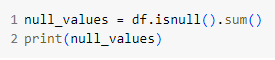 1 null_values = df.isnull().sum()
2 print(null_values)